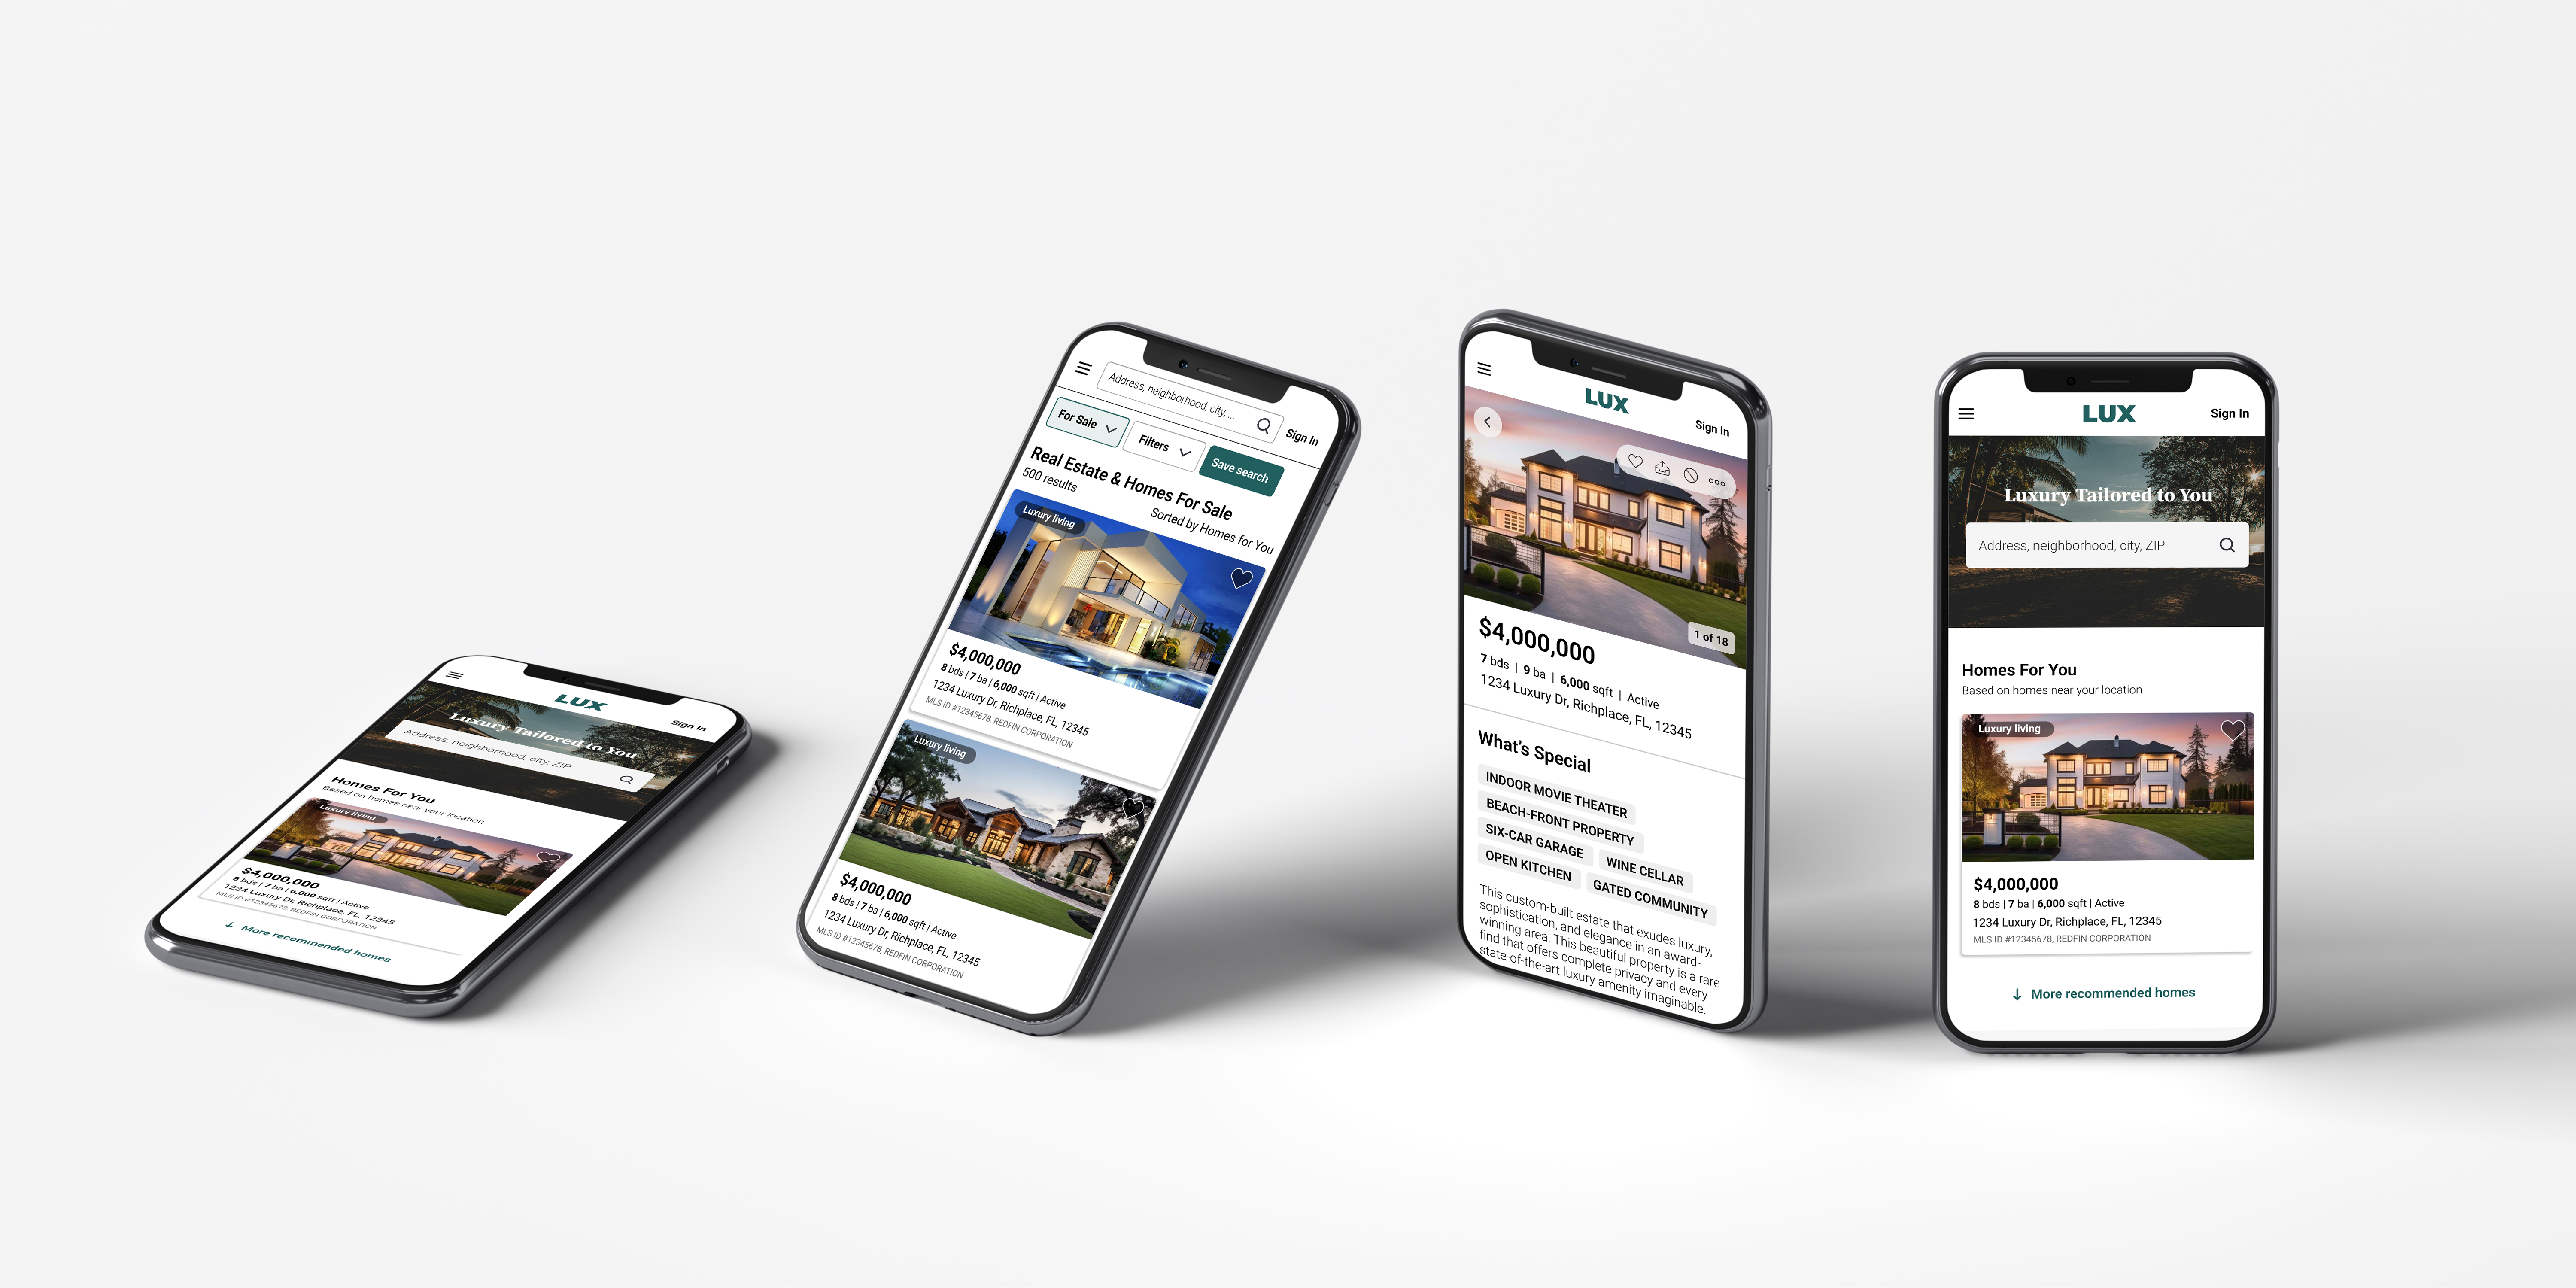 LUX
Sign In
Luxury Tailored to You
Address, neighborhood, city, ZIP
Homes For You
Based on homes near your location
Luxury living
$4,000,000
8 bds | 7 ba | 6,000 sqft | Active
1234 Luxury Dr, Richplace, FL, 12345
MLS ID #12345678, REDFIN CORPORATION
↓ More recommended homes
Address, neighborhood, city, ...
Sign In
For Sale
Filters
Save search
Real Estate & Homes For Sale
500 results
Sorted by Homes for You
Luxury living
$4,000,000
8 bds | 7 ba | 6,000 sqft | Active
1234 Luxury Dr, Richplace, FL, 12345
MLS ID #12345678, REDFIN CORPORATION
Luxury living
$4,000,000
8 bds | 7 ba | 6,000 sqft | Active
1234 Luxury Dr, Richplace, FL, 12345
MLS ID #12345678, REDFIN CORPORATION
LUX
Sign In
1 of 18
$4,000,000
7 bds | 9 ba | 6,000 sqft | Active
1234 Luxury Dr, Richplace, FL, 12345
What's Special
INDOOR MOVIE THEATER
BEACH-FRONT PROPERTY
SIX-CAR GARAGE WINE CELLAR
OPEN KITCHEN GATED COMMUNITY
This custom-built estate that exudes luxury,
sophistication, and elegance in an award-
winning area. This beautiful property is a rare
find that offers complete privacy and every
state-of-the-art luxury amenity imaginable.
LUX
Sign In
Luxury Tailored to You
Address, neighborhood, city, ZIP
Homes For You
Based on homes near your location
Luxury living
$4,000,000
8 bds | 7 ba | 6,000 sqft | Active
1234 Luxury Dr, Richplace, FL, 12345
MLS ID #12345678, REDFIN CORPORATION
↓ More recommended homes